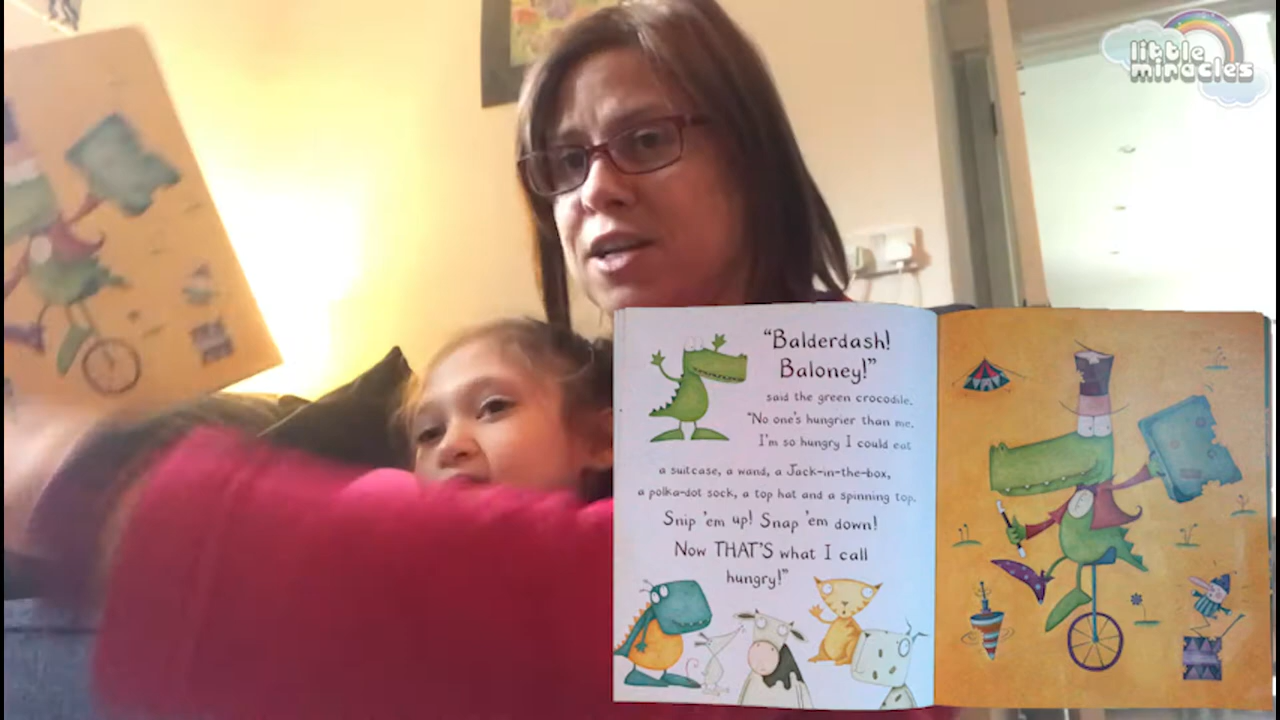 little
miracles
"Balderdash!
Baloney!"
said the green crocodile.
"No one's hungrier than me.
I'm so hungry I could eat
a suitcase, a wand, a Jack-in-the-box,
a polka-dot sock, a top hat and a spinning top.
Snip 'em up! Snap 'em down!
Now THAT'S what I call
hungry!"